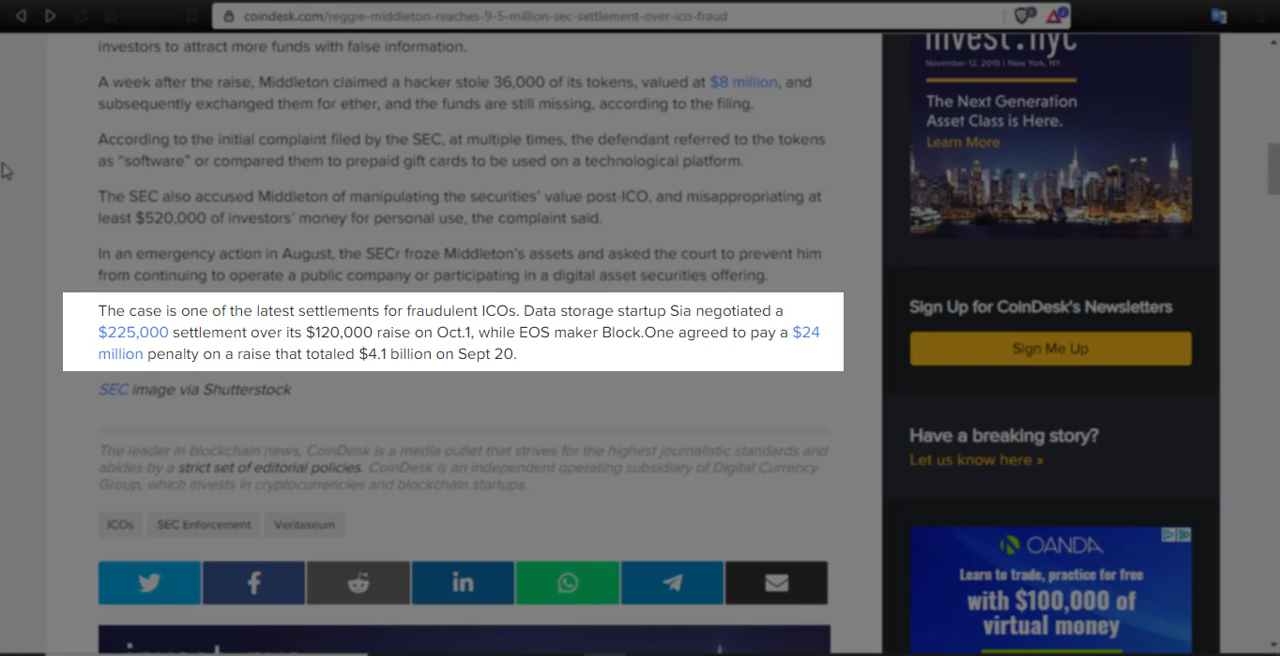 coindesk.com/reggie-middleton-reaches-9-5-million-sec-settlement-over-ico-fraud
investors to attract more funds with false information.
A week after the raise, Middleton claimed a hacker stole 36,000 of its tokens, valued at $8 million, and
subsequently exchanged them for ether, and the funds are still missing, according to the filing.
According to the initial complaint filed by the SEC, at multiple times, the defendant referred to the tokens
as “software” or compared them to prepaid gift cards to be used on a technological platform.
The SEC also accused Middleton of manipulating the securities’ value post-ICO, and misappropriating at
least $520,000 of investors’ money for personal use, the complaint said.
In an emergency action in August, the SECr froze Middleton’s assets and asked the court to prevent him
from continuing to operate a public company or participating in a digital asset securities offering.
The case is one of the latest settlements for fraudulent ICOs. Data storage startup Sia negotiated a
$225,000 settlement over its $120,000 raise on Oct.1, while EOS maker Block.One agreed to pay a $24
million penalty on a raise that totaled $4.1 billion on Sept 20.
SEC image via Shutterstock
The leader in blockchain news, CoinDesk is a media outlet that strives for the highest journalistic standards and
abides by a strict set of editorial policies. CoinDesk is an independent operating subsidiary of Digital Currency
Group, which invests in cryptocurrencies and blockchain startups.
ICOs SEC Enforcement Veritaseum
invest:nyc
November 12, 2019 | New York, NY
The Next Generation
Asset Class is Here.
Learn More
Sign Up for CoinDesk's Newsletters
Sign Me Up
Have a breaking story?
Let us know here »
OANDA
Learn to trade, practice for free
with $100,000 of
virtual money